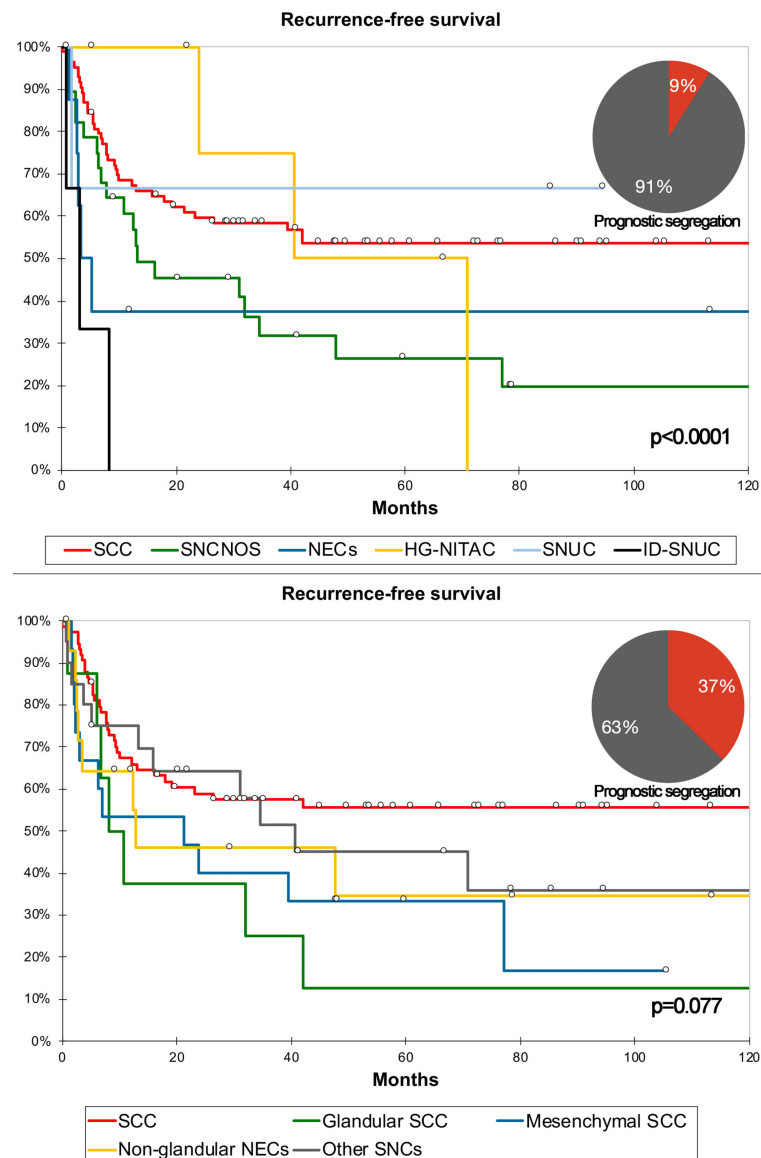 Recurrence-free survival
100%
90%
80%
70%
60%
50%
40%
30%
20%
10%
0%
9%
91%
Prognostic segregation
p<0.0001
0 20 40 60 80 100 120
Months
SCC SNCNOS NECs HG-NITAC SNUC ID-SNUC
Recurrence-free survival
100%
90%
80%
70%
60%
50%
40%
30%
20%
10%
0%
37%
63%
Prognostic segregation
p=0.077
0 20 40 60 80 100 120
Months
SCC Glandular SCC Mesenchymal SCC
Non-glandular NECs Other SNCs